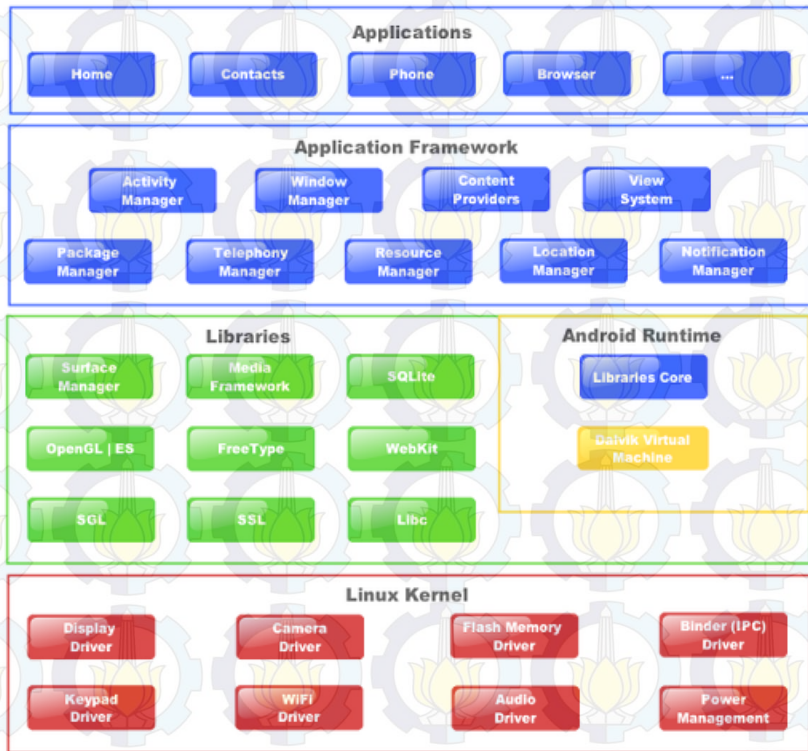 Applications
Home
Contacts
Phone
Browser
...
Application Framework
Activity
Manager
Window
Manager
Content
Providers
View
System
Package
Manager
Telephony
Manager
Resource
Manager
Location
Manager
Notification
Manager
Libraries
Surface
Manager
Media
Framework
SQLite
OpenGL | ES
FreeType
WebKit
SGL
SSL
Libc
Android Runtime
Libraries Core
Dalvik Virtual
Machine
Linux Kernel
Display
Driver
Camera
Driver
Flash Memory
Driver
Binder (IPC)
Driver
Keypad
Driver
WiFi
Driver
Audio
Driver
Power
Management